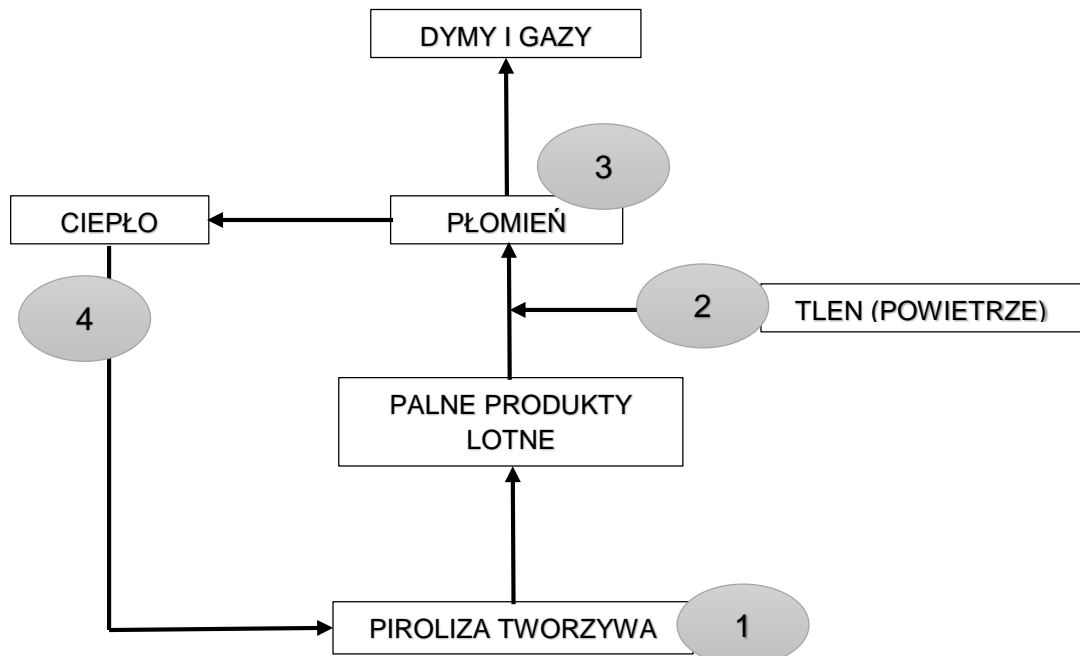 DYMY I GAZY
3
CIEPŁO
PŁOMIEŃ
4
2
TLEN (POWIETRZE)
PALNE PRODUKTY
LOTNE
PIROLIZA TWORZYWA
1